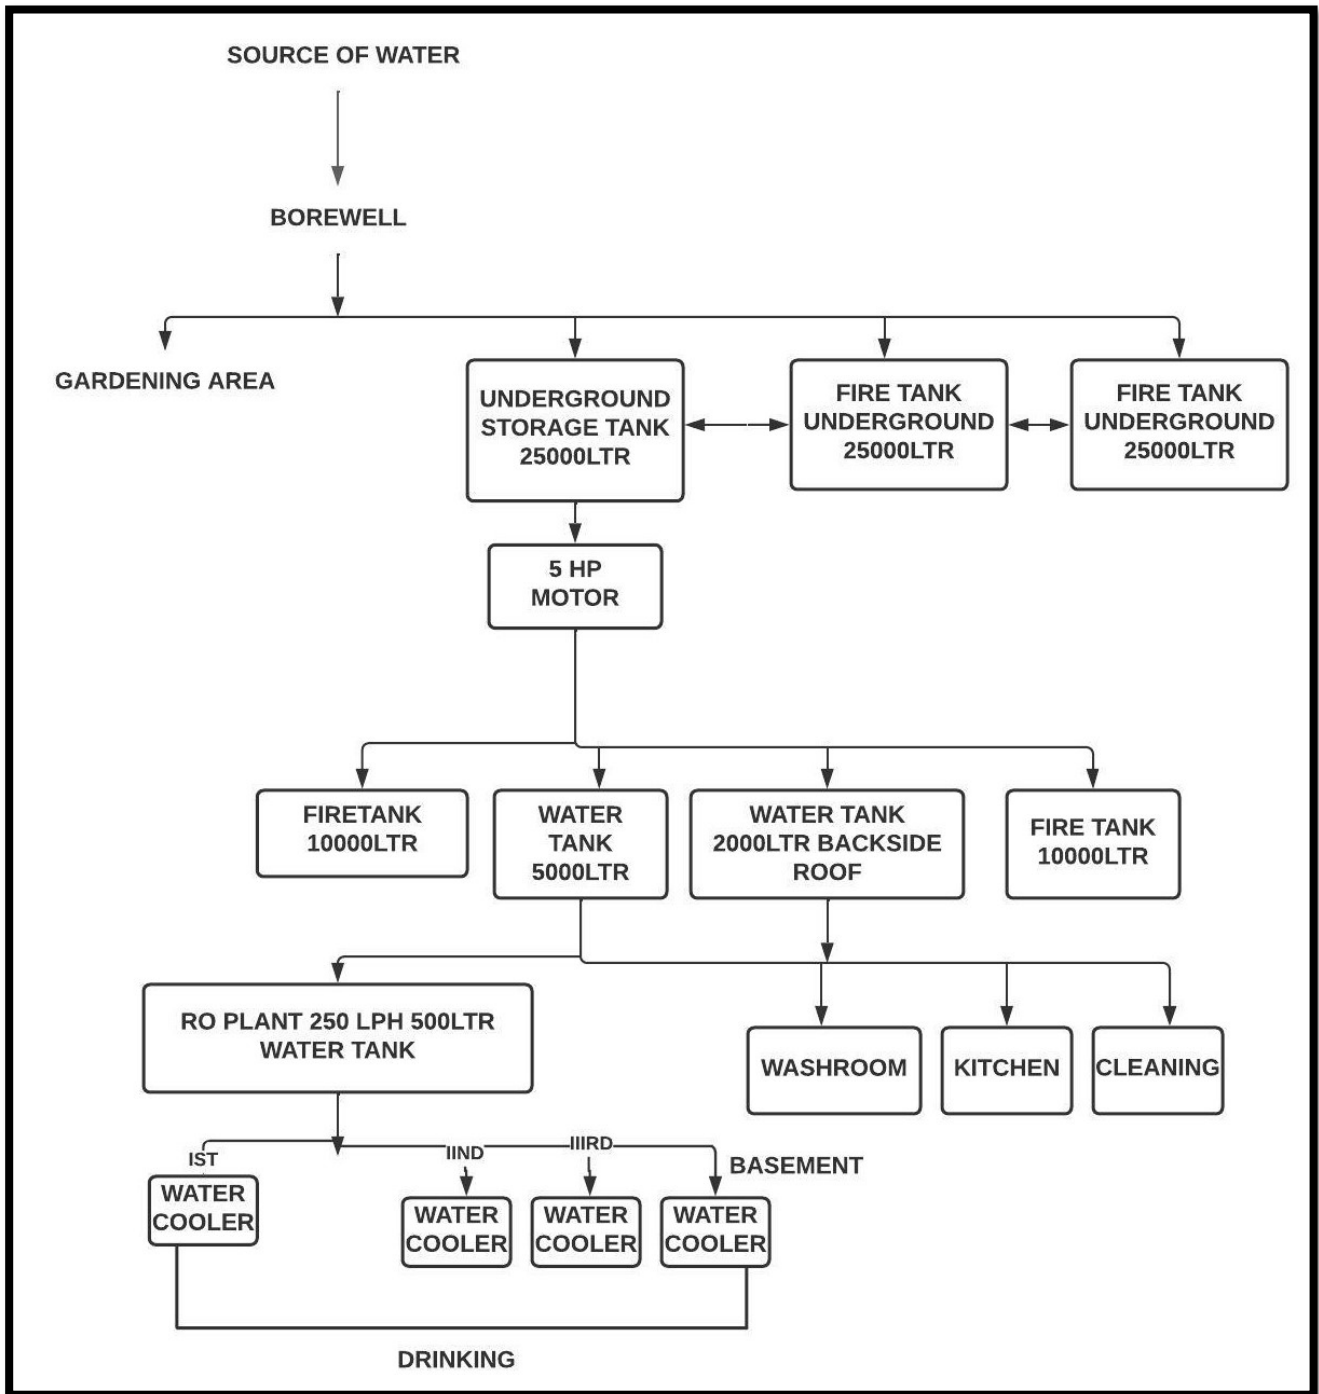 SOURCE OF WATER
BOREWELL
GARDENING AREA
UNDERGROUND
STORAGE TANK
25000LTR
FIRE TANK
UNDERGROUND
25000LTR
FIRE TANK
UNDERGROUND
25000LTR
5 HP
MOTOR
FIRETANK
10000LTR
WATER
TANK
5000LTR
WATER TANK
2000LTR BACKSIDE
ROOF
FIRE TANK
10000LTR
RO PLANT 250 LPH 500LTR
WATER TANK
WASHROOM
KITCHEN
CLEANING
IST
IIND
IIIRD
BASEMENT
WATER
COOLER
WATER
COOLER
WATER
COOLER
WATER
COOLER
DRINKING